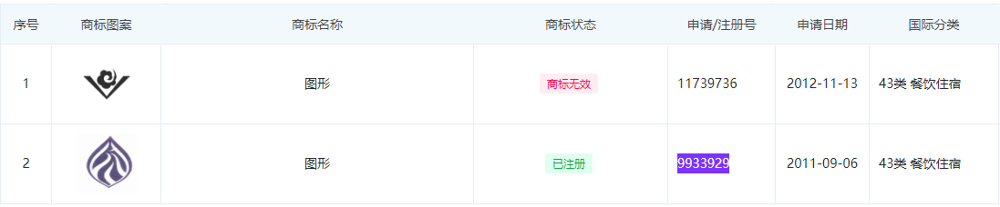 序号 商标图案 商标名称 商标状态 申请/注册号 申请日期 国际分类
1 图形 商标无效 11739736 2012-11-13 43类 餐饮住宿
2 图形 已注册 9933929 2011-09-06 43类 餐饮住宿